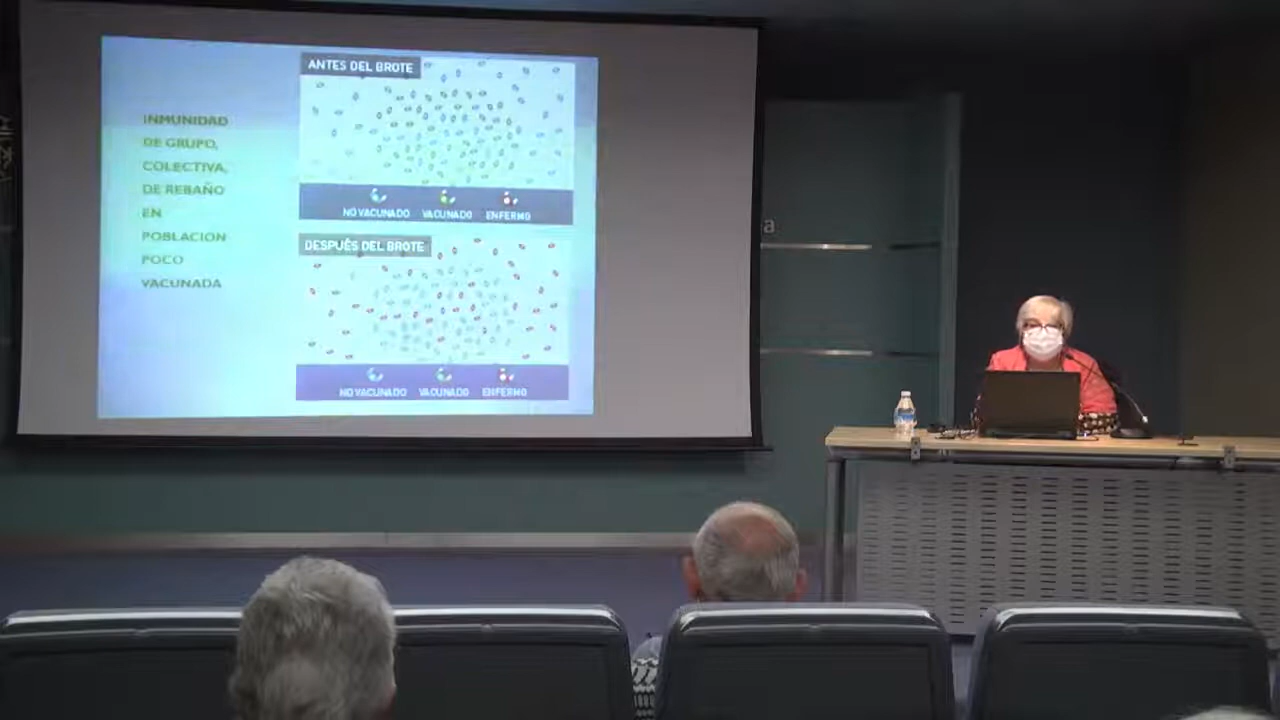 INMUNIDAD
DE GRUPO,
COLECTIVA,
DE REBAÑO
EN
POBLACION
POCO
VACUNADA
ANTES DEL BROTE
NO VACUNADO VACUNADO ENFERMO
DESPUÉS DEL BROTE
NO VACUNADO VACUNADO ENFERMO
a